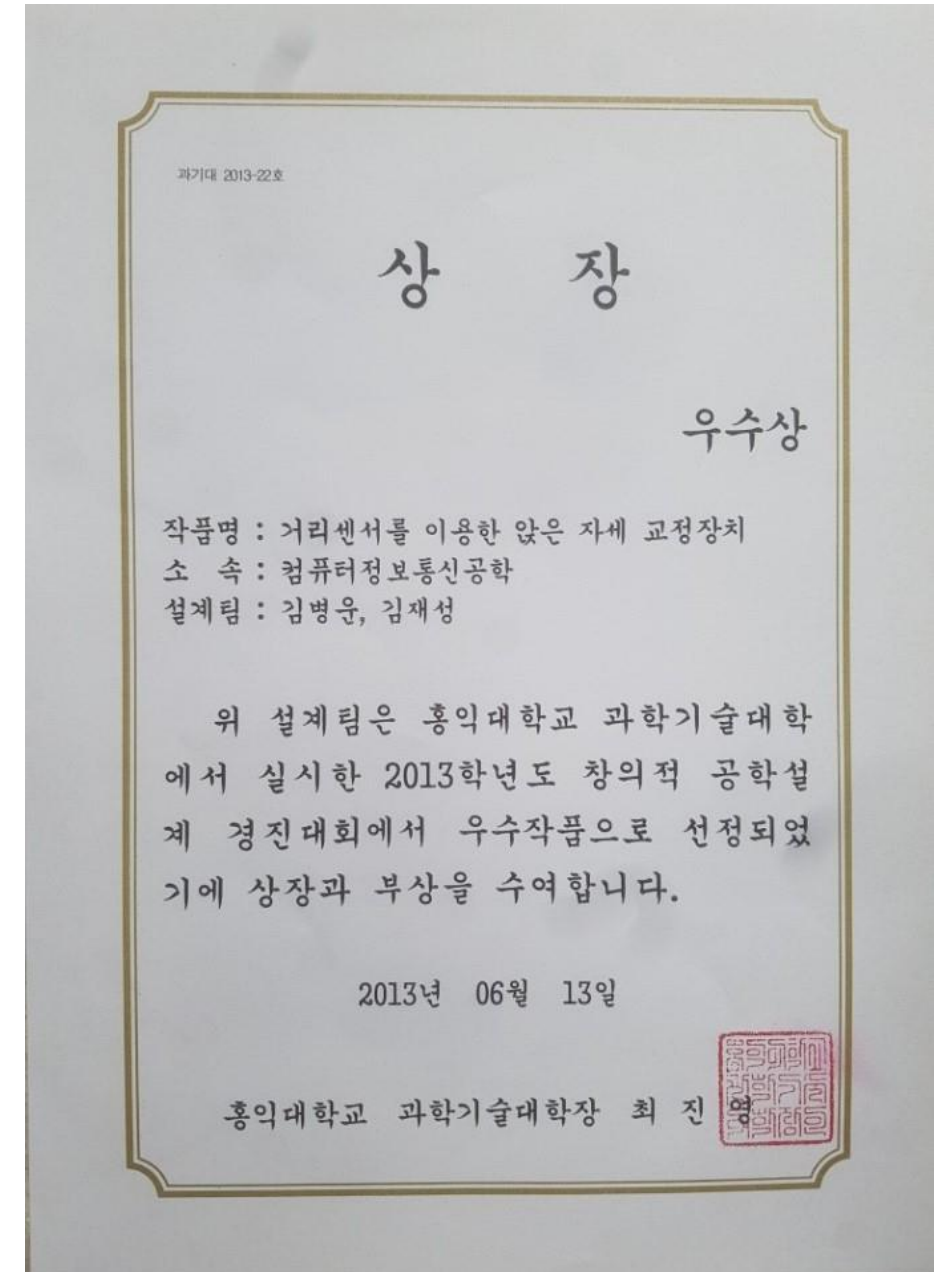 과기대 2013-22호
상 장
우수상
작품명 : 거리센서를 이용한 앉은 자세 교정장치
소 속 : 컴퓨터정보통신공학
설계팀 : 김병운, 김재성
위 설계팀은 홍익대학교 과학기술대학
에서 실시한 2013학년도 창의적 공학설
계 경진대회에서 우수작품으로 선정되었
기에 상장과 부상을 수여합니다.
2013년 06월 13일
홍익대학교 과학기술대학장 최 진 영